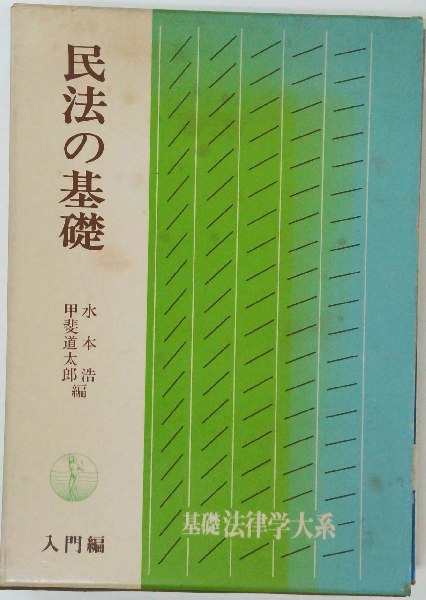 民法の基礎
水本浩
甲斐道太郎編
入門編
基礎法律学大系